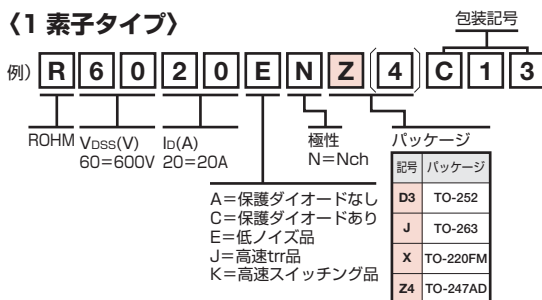 〈1 素子タイプ〉
包装記号
例) R 6 0 2 0 E N Z (4) C 1 3
ROHM
VDSS(V)
60=600V
ID(A)
20=20A
極性
N=Nch
パッケージ
A=保護ダイオードなし
C=保護ダイオードあり
E=低ノイズ品
J=高速trr品
K=高速スイッチング品
記号 パッケージ
D3 TO-252
J TO-263
X TO-220FM
Z4 TO-247AD